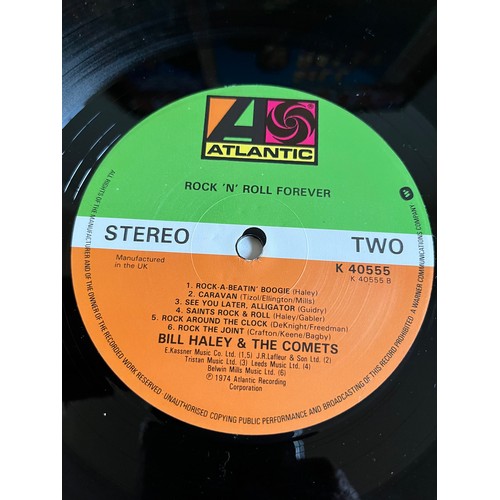 ATLANTIC
ROCK 'N' ROLL FOREVER
STEREO
TWO
Manufactured
in the UK
K 40555
K 40555 B
1. ROCK-A-BEATIN' BOOGIE (Haley)
2. CARAVAN (Tizol/Ellington/Mills)
3. SEE YOU LATER, ALLIGATOR (Guidry)
4. SAINTS ROCK & ROLL (Haley/Gabler)
5. ROCK AROUND THE CLOCK (DeKnight/Freedman)
6. ROCK THE JOINT (Crafton/Keene/Bagby)
BILL HALEY & THE COMETS
E.Kassner Music Co. Ltd. (1,5) J.R.Lafleur & Son Ltd. (2)
Tristan Music Ltd. (3) Leeds Music Ltd. (4)
Belwin Mills Music Ltd. (6)
℗ 1974 Atlantic Recording
Corporation
ALL RIGHTS OF THE MANUFACTURER AND OF THE OWNER OF THE RECORDED WORK RESERVED · UNAUTHORISED COPYING PUBLIC PERFORMANCE AND BROADCASTING OF THIS RECORD PROHIBITED · A WARNER COMMUNICATIONS COMPANY